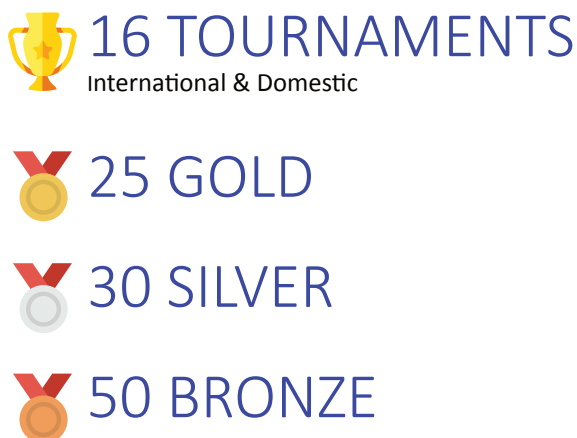 16 TOURNAMENTS
International & Domestic
25 GOLD
30 SILVER
50 BRONZE